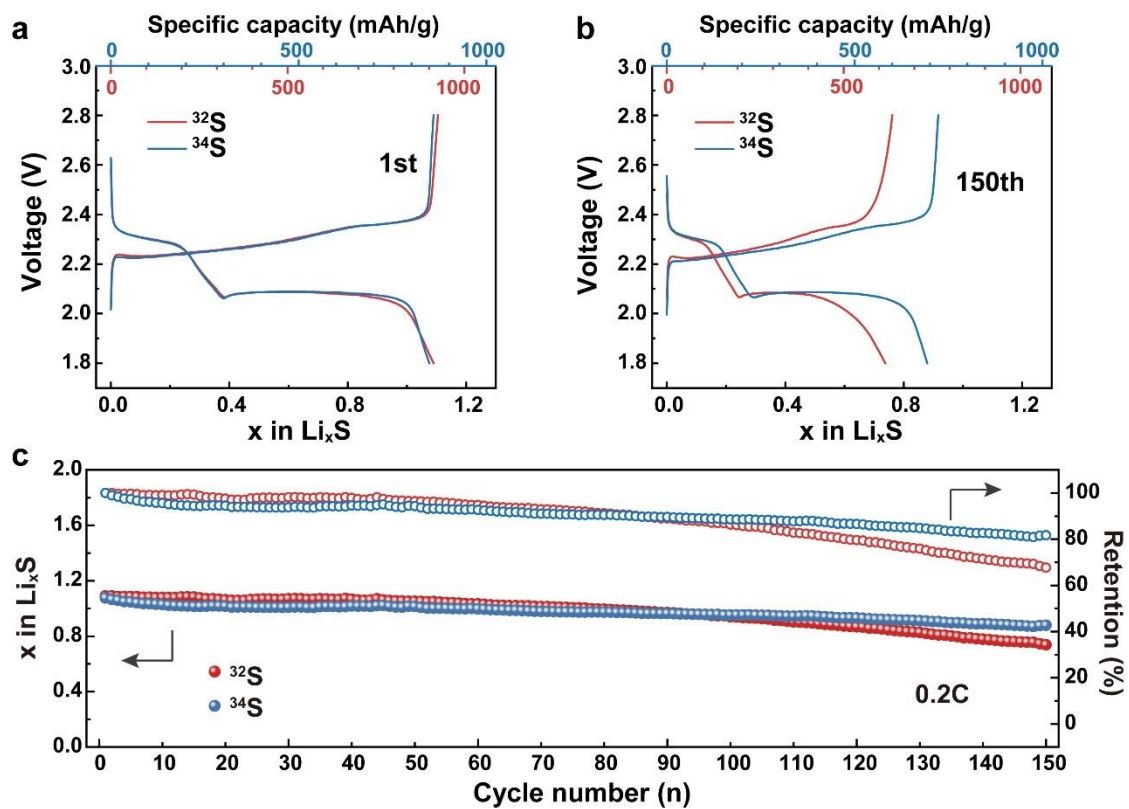 a
Specific capacity (mAh/g)
0 500 1000
0 500 1000
3.0
2.8
2.6
2.4
2.2
2.0
1.8
Voltage (V)
³²S
³⁴S
1st
0.0 0.4 0.8 1.2
x in LiₓS
b
Specific capacity (mAh/g)
0 500 1000
0 500 1000
3.0
2.8
2.6
2.4
2.2
2.0
1.8
Voltage (V)
³²S
³⁴S
150th
0.0 0.4 0.8 1.2
x in LiₓS
c
2.0
1.6
1.2
0.8
0.4
0.0
x in LiₓS
³²S
³⁴S
0.2C
100
80
60
40
20
0
Retention (%)
0 10 20 30 40 50 60 70 80 90 100 110 120 130 140 150
Cycle number (n)